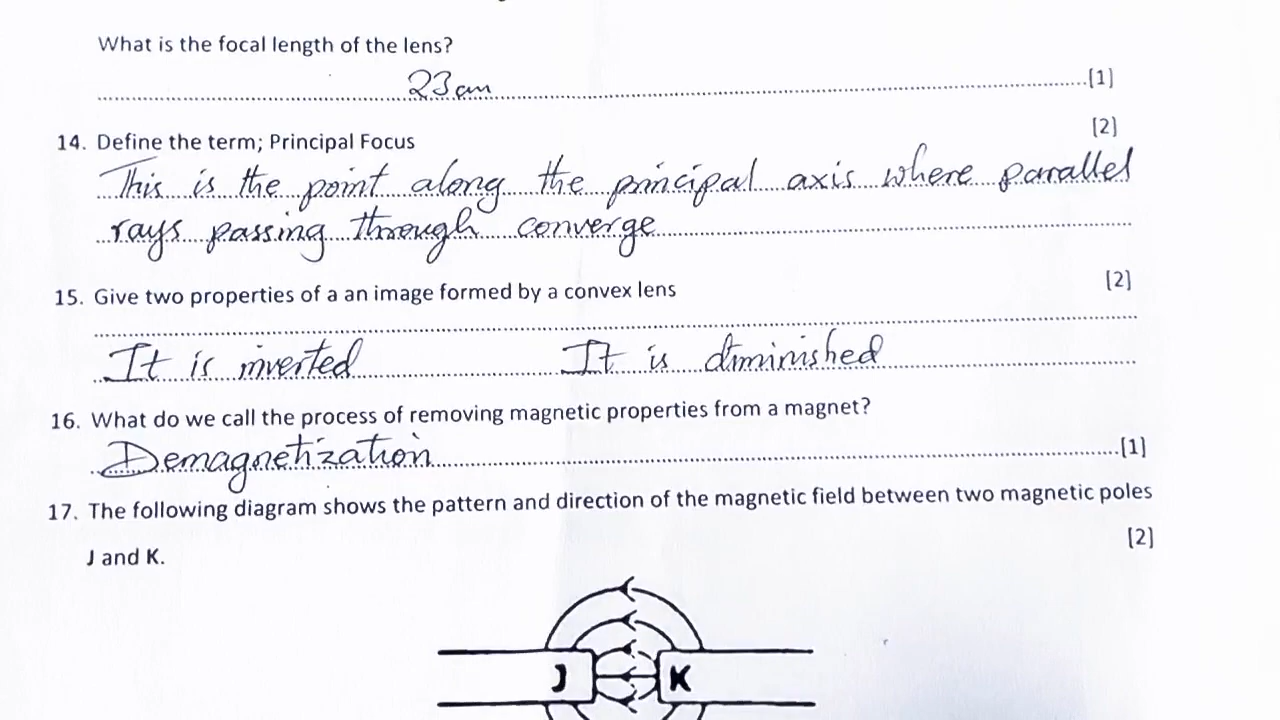 What is the focal length of the lens?
23cm [1]
14. Define the term; Principal Focus [2]
This is the point along the principal axis where parallel
rays passing through converge
15. Give two properties of a an image formed by a convex lens [2]
It is inverted It is diminished
16. What do we call the process of removing magnetic properties from a magnet?
Demagnetization [1]
17. The following diagram shows the pattern and direction of the magnetic field between two magnetic poles
J and K. [2]
J K